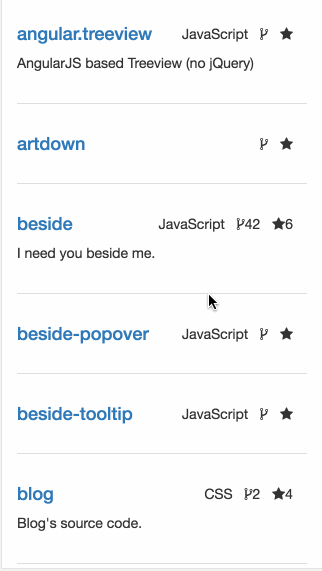 angular.treeview JavaScript
AngularJS based Treeview (no jQuery)
artdown
beside JavaScript 42 6
I need you beside me.
beside-popover JavaScript
beside-tooltip JavaScript
blog CSS 2 4
Blog's source code.